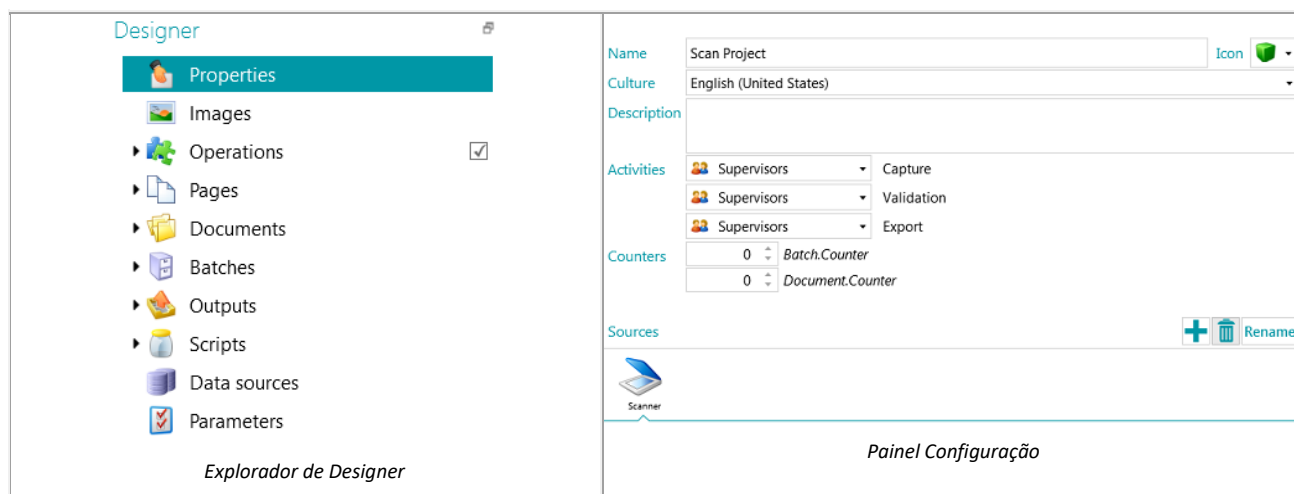 Designer
Properties
Images
Operations
Pages
Documents
Batches
Outputs
Scripts
Data sources
Parameters
Explorador de Designer
Name Scan Project Icon
Culture English (United States)
Description
Activities Supervisors Capture
Supervisors Validation
Supervisors Export
Counters 0 Batch.Counter
0 Document.Counter
Sources Rename
Scanner
Painel Configuração